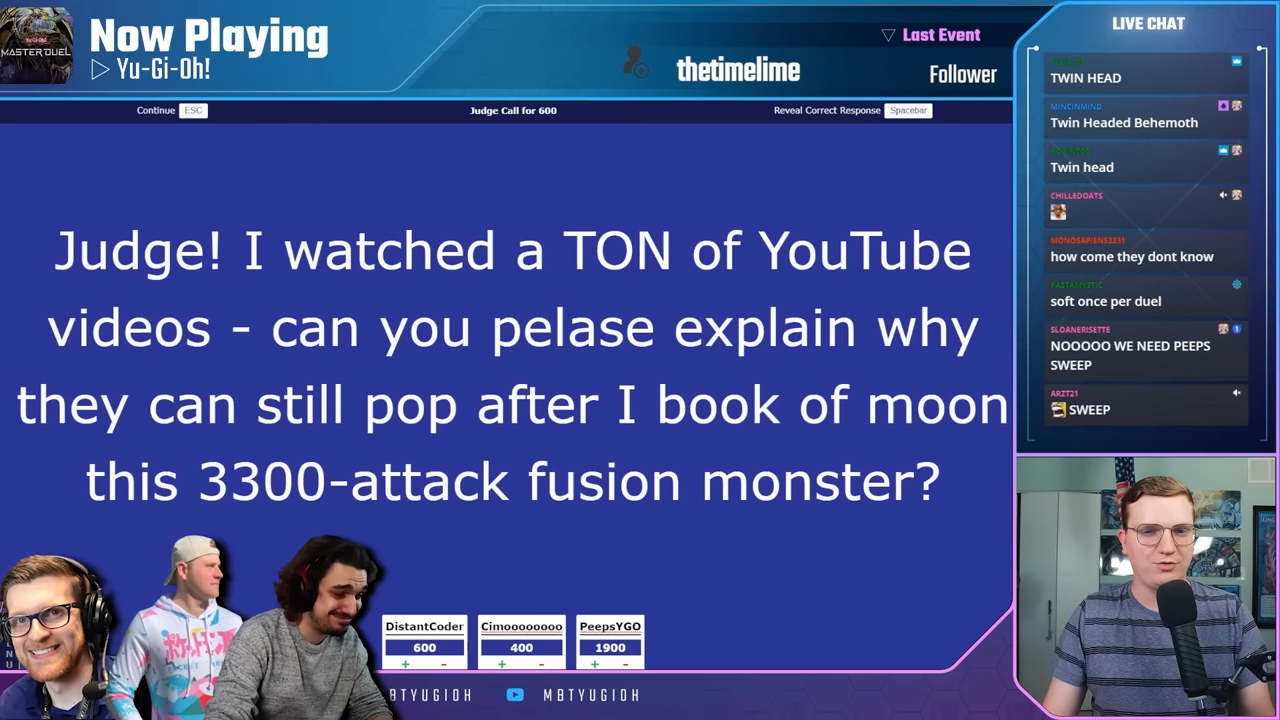 Now Playing
Yu-Gi-Oh!
MASTER DUEL
Last Event
thetimelime
Follower
LIVE CHAT
Continue ESC
Judge Call for 600
Reveal Correct Response Spacebar
Judge! I watched a TON of YouTube
videos - can you pelase explain why
they can still pop after I book of moon
this 3300-attack fusion monster?
TWIN HEAD
MINCINMIND
Twin Headed Behemoth
Twin head
CHILLEDOATS
MONOSAPIENS2231
how come they dont know
PASTAMYSTIC
soft once per duel
SLOANERISETTE
NOOOOO WE NEED PEEPS
SWEEP
ARZT21
SWEEP
DistantCoder
600
+ -
Cimoooooooo
400
+ -
PeepsYGO
1900
+ -
BTYUGIOH
MBTYUGIOH